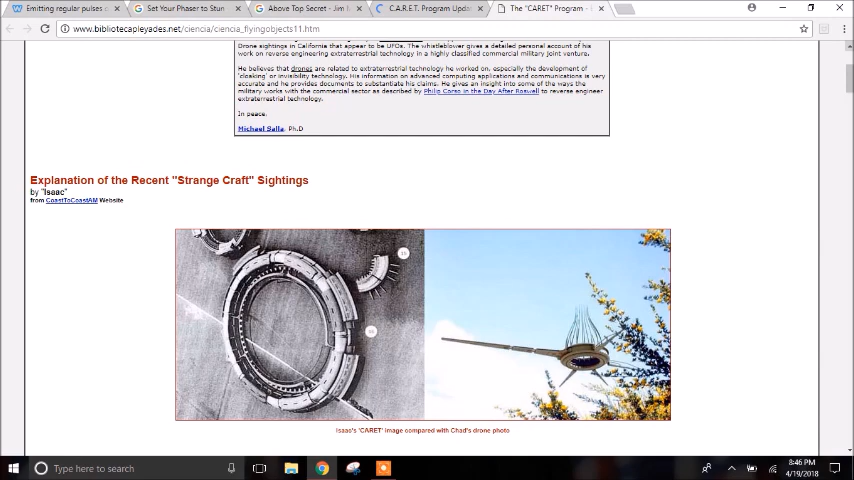 Emitting regular pulses o
Set Your Phaser to Stun
Above Top Secret - Jim M
C.A.R.E.T. Program Upda
The "CARET" Program - E
www.bibliotecapleyades.net/ciencia/ciencia_flyingobjects11.htm
Drone sightings in California that appear to be UFOs. The whistleblower gives a detailed personal account of his
work on reverse engineering extraterrestrial technology in a highly classified commercial military joint venture.
He believes that drones are related to extraterrestrial technology he worked on, especially the development of
'cloaking' or invisibility technology. His information on advanced computing applications and communications is very
accurate and he provides documents to substantiate his claims. He gives an insight into some of the ways the
military works with the commercial sector as described by Philip Corso in the Day After Roswell to reverse engineer
extraterrestrial technology.
In peace.
Michael Salla, Ph.D
Explanation of the Recent "Strange Craft" Sightings
by "Isaac"
from CoastToCoastAM Website
Isaac's 'CARET' image compared with Chad's drone photo
Type here to search
8:46 PM
4/19/2018